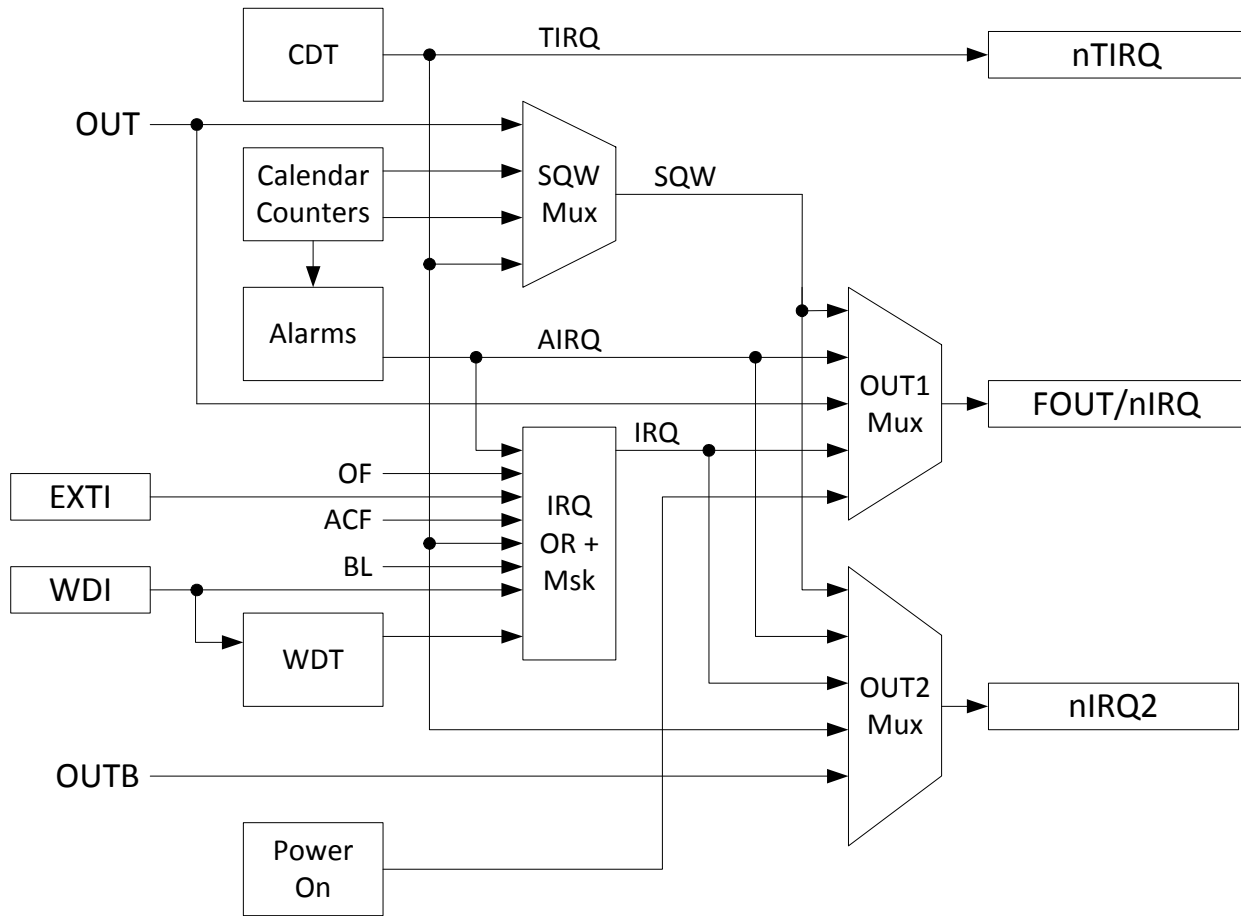 CDT
TIRQ
nTIRQ
OUT
Calendar
Counters
SQW
Mux
SQW
Alarms
AIRQ
OUT1
Mux
FOUT/nIRQ
IRQ
OF
EXTI
ACF
IRQ
OR +
Msk
BL
WDI
WDT
OUT2
Mux
nIRQ2
OUTB
Power
On